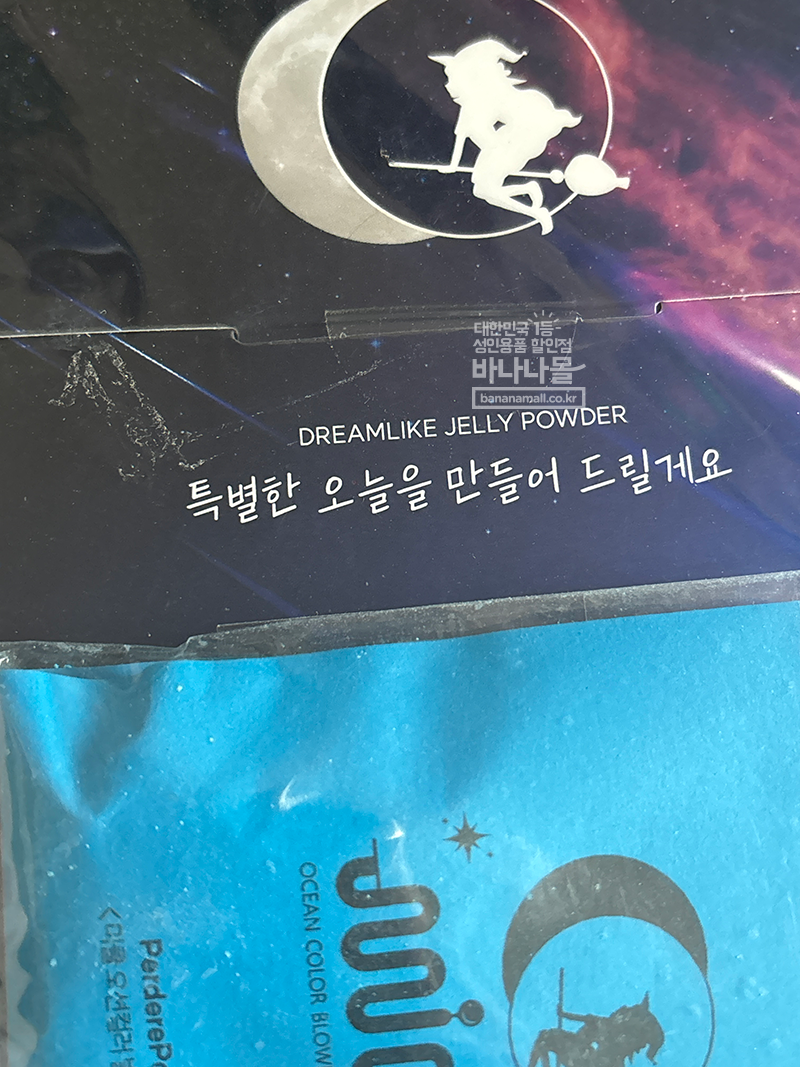 대한민국 1등
성인용품 할인점
바나나몰
bananamall.co.kr
DREAMLIKE JELLY POWDER
특별한 오늘을 만들어 드릴게요
OCEAN COLOR BLOW